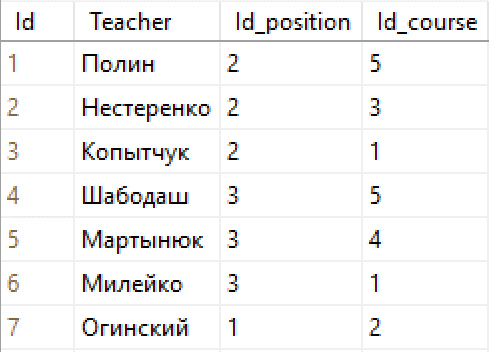 Id Teacher Id_position Id_course
1 Полин 2 5
2 Нестеренко 2 3
3 Копытчук 2 1
4 Шабодаш 3 5
5 Мартынюк 3 4
6 Милейко 3 1
7 Огинский 1 2